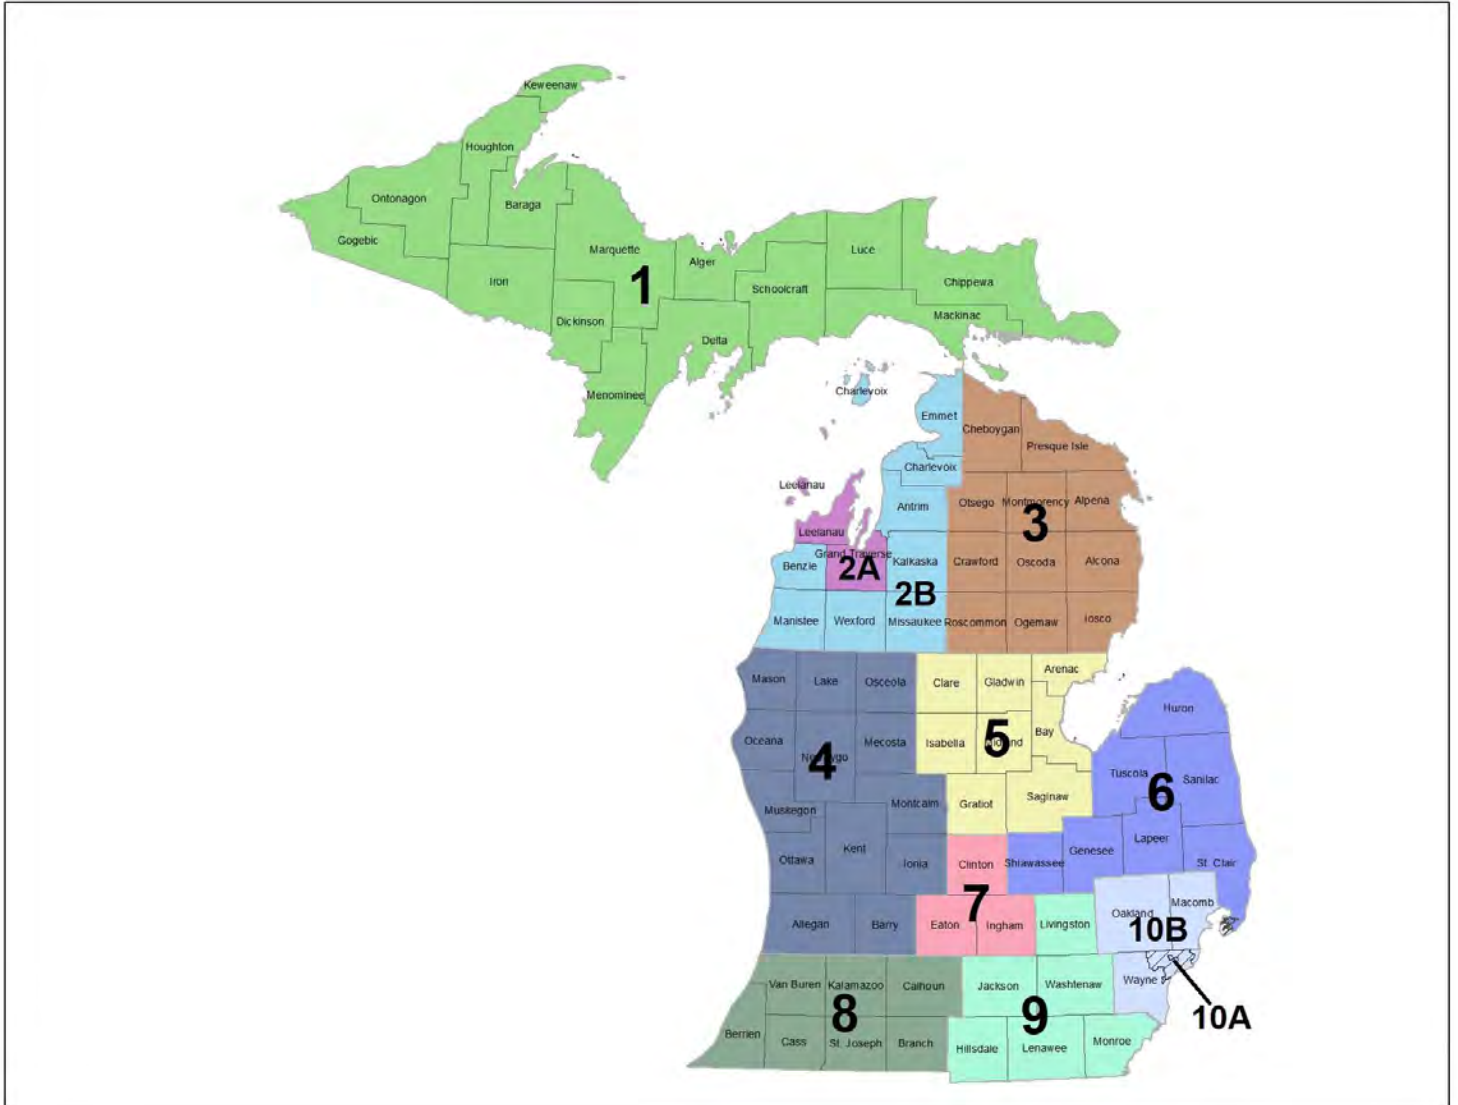 Keweenaw
Houghton
Ontonagon
Baraga
Gogebic
Marquette
Alger
Luce
1
Iron
Schoolcraft
Chippewa
Dickinson
Mackinac
Delta
Menominee
Charlevoix
Emmet
Cheboygan
Presque Isle
Charlevoix
Leelanau
Antrim
Otsego
Montmorency
Alpena
3
Leelanau
Grand Traverse
Benzie
2A
Kalkaska
Crawford
Oscoda
Alcona
2B
Manistee
Wexford
Missaukee
Roscommon
Ogemaw
Iosco
Mason
Lake
Osceola
Clare
Gladwin
Arenac
Huron
Oceana
4
Mecosta
Isabella
5
Bay
Tuscola
6
Sanilac
Muskegon
Montcalm
Gratiot
Saginaw
Ottawa
Kent
Ionia
Clinton
Shiawassee
Genesee
Lapeer
St. Clair
7
Allegan
Barry
Eaton
Ingham
Livingston
Oakland
Macomb
10B
Van Buren
Kalamazoo
Calhoun
Jackson
Washtenaw
Wayne
8
9
10A
Berrien
Cass
St. Joseph
Branch
Hillsdale
Lenawee
Monroe